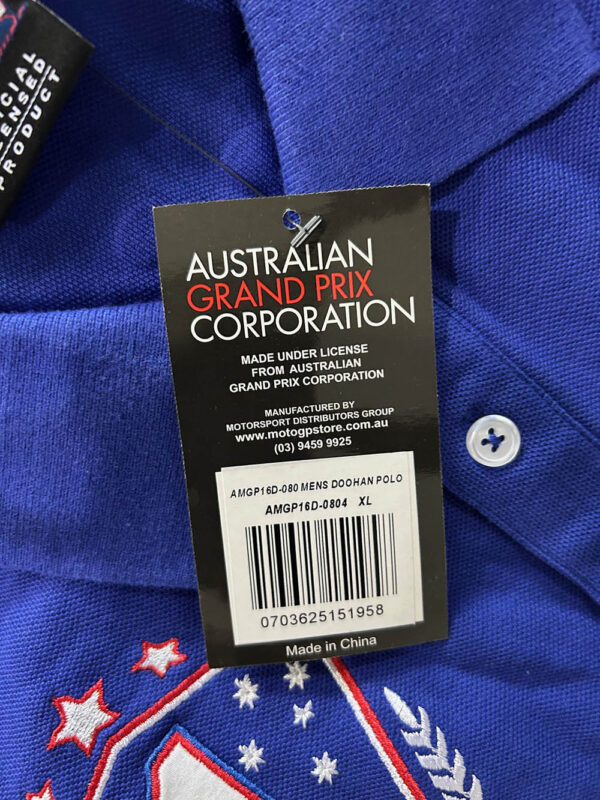 OFFICIAL
LICENSED
PRODUCT
AUSTRALIAN
GRAND PRIX
CORPORATION
MADE UNDER LICENSE
FROM AUSTRALIAN
GRAND PRIX CORPORATION
MANUFACTURED BY
MOTORSPORT DISTRIBUTORS GROUP
www.motogpstore.com.au
(03) 9459 9925
AMGP16D-080 MENS DOOHAN POLO
AMGP16D-0804 XL
0703625151958
Made in China